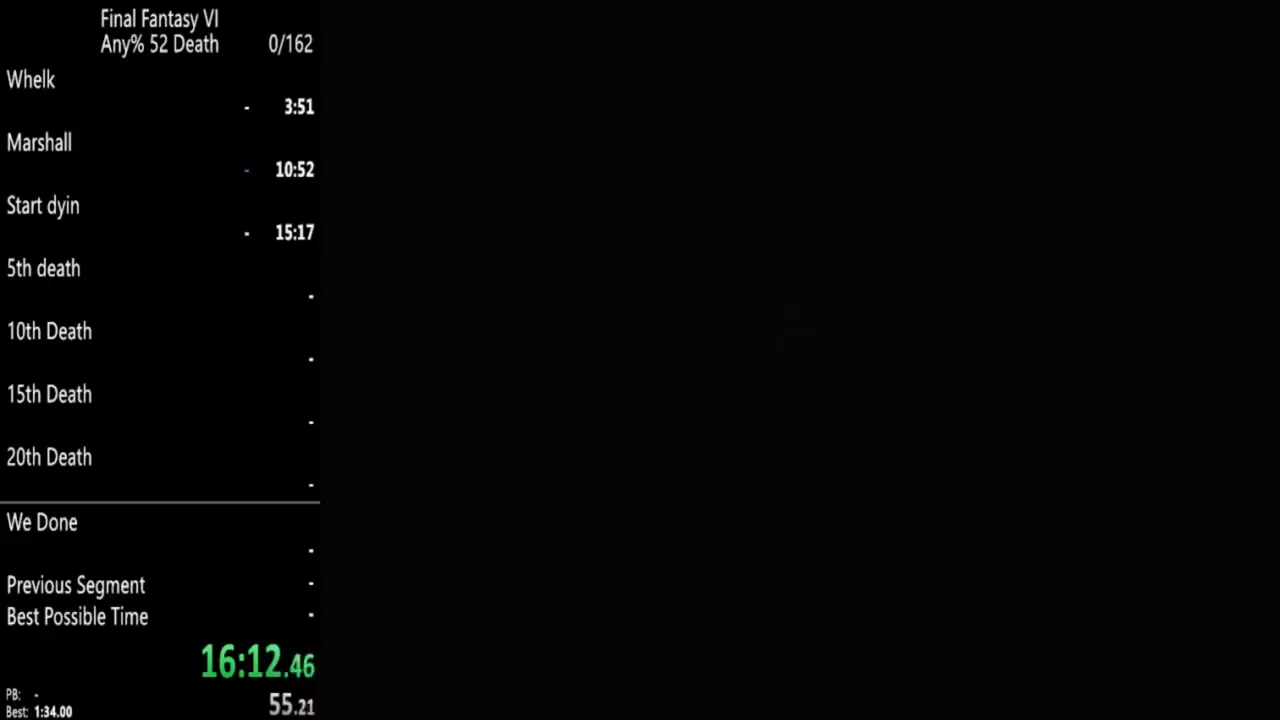 Final Fantasy VI
Any% 52 Death 0/162
Whelk
- 3:51
Marshall
- 10:52
Start dyin
- 15:17
5th death
-
10th Death
-
15th Death
-
20th Death
-
We Done
-
Previous Segment -
Best Possible Time -
16:12.46
PB: -
55.21
Best: 1:34.00